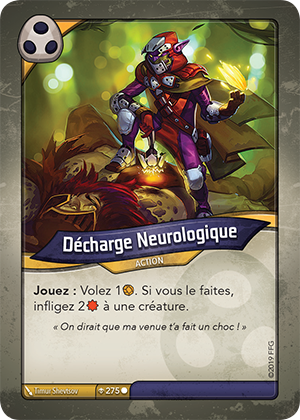 Décharge Neurologique
ACTION
Jouez : Volez 1. Si vous le faites,
infligez 2 à une créature.
« On dirait que ma venue t'a fait un choc ! »
Timur Shevtsov
275
©2019 FFG